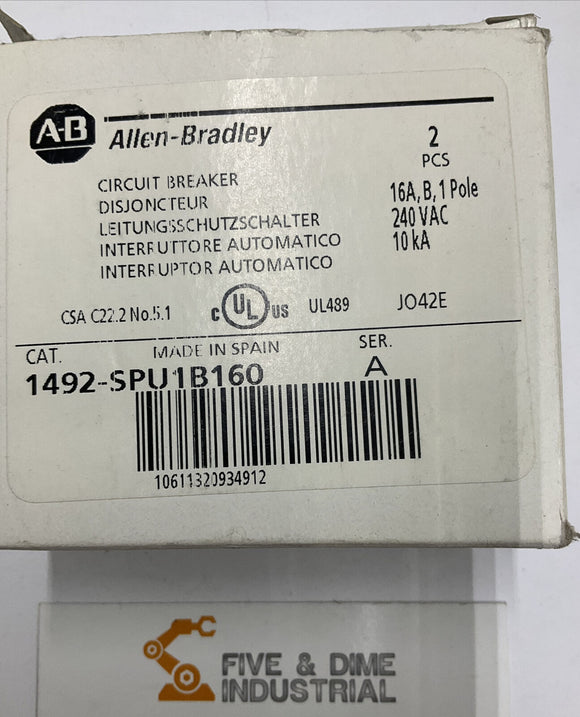 A-B Allen-Bradley
2
PCS
CIRCUIT BREAKER
DISJONCTEUR
LEITUNGSSCHUTZSCHALTER
INTERRUTTORE AUTOMATICO
INTERRUPTOR AUTOMATICO
16A, B, 1 Pole
240 VAC
10 kA
CSA C22.2 No.5.1 c UL us UL489 JO42E
CAT. MADE IN SPAIN SER.
1492-SPU1B160 A
10611320934912
FIVE & DIME
INDUSTRIAL